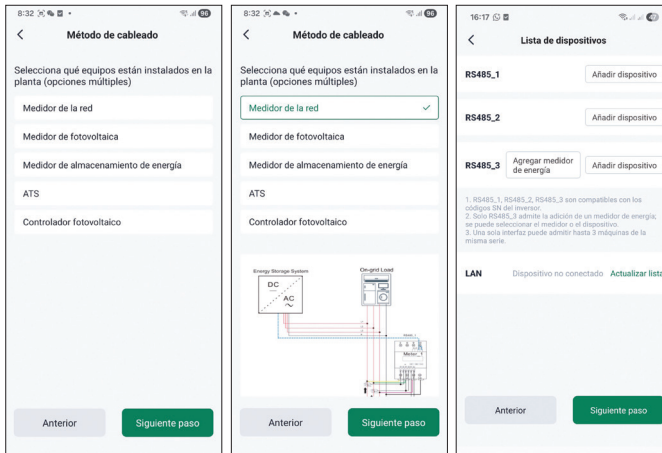 8:32
96
Método de cableado
Selecciona qué equipos están instalados en la
planta (opciones múltiples)
Medidor de la red
Medidor de fotovoltaica
Medidor de almacenamiento de energía
ATS
Controlador fotovoltaico
Anterior
Siguiente paso
8:32
96
Método de cableado
Selecciona qué equipos están instalados en la
planta (opciones múltiples)
Medidor de la red
Medidor de fotovoltaica
Medidor de almacenamiento de energía
ATS
Controlador fotovoltaico
Energy Storage System
On-grid Load
DC
AC
Meter_1
Anterior
Siguiente paso
16:17
Lista de dispositivos
RS485_1
Añadir dispositivo
RS485_2
Añadir dispositivo
RS485_3
Agregar medidor
de energía
Añadir dispositivo
1. RS485_1, RS485_2, RS485_3 son compatibles con los
códigos SN del inversor.
2. Solo RS485_3 admite la adición de un medidor de energía;
se puede seleccionar el medidor o el dispositivo.
3. Una sola interfaz puede admitir hasta 3 máquinas de la
misma serie.
LAN
Dispositivo no conectado
Actualizar lista
Anterior
Siguiente paso